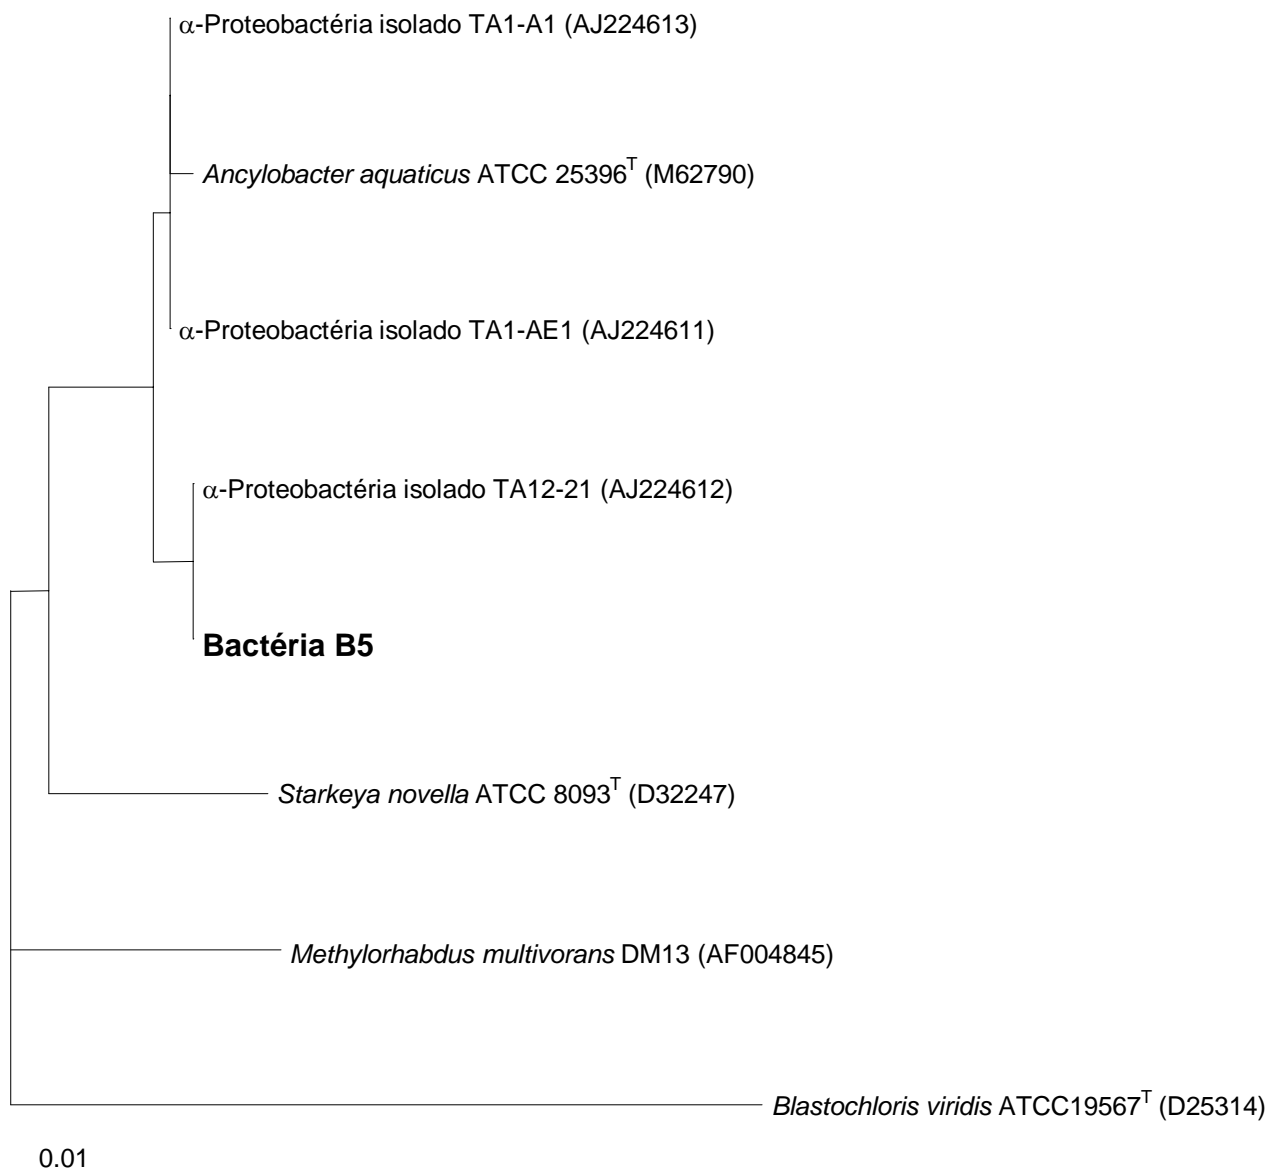 α-Proteobactéria isolado TA1-A1 (AJ224613)
Ancylobacter aquaticus ATCC 25396ᵀ (M62790)
α-Proteobactéria isolado TA1-AE1 (AJ224611)
α-Proteobactéria isolado TA12-21 (AJ224612)
Bactéria B5
Starkeya novella ATCC 8093ᵀ (D32247)
Methylorhabdus multivorans DM13 (AF004845)
Blastochloris viridis ATCC19567ᵀ (D25314)
0.01